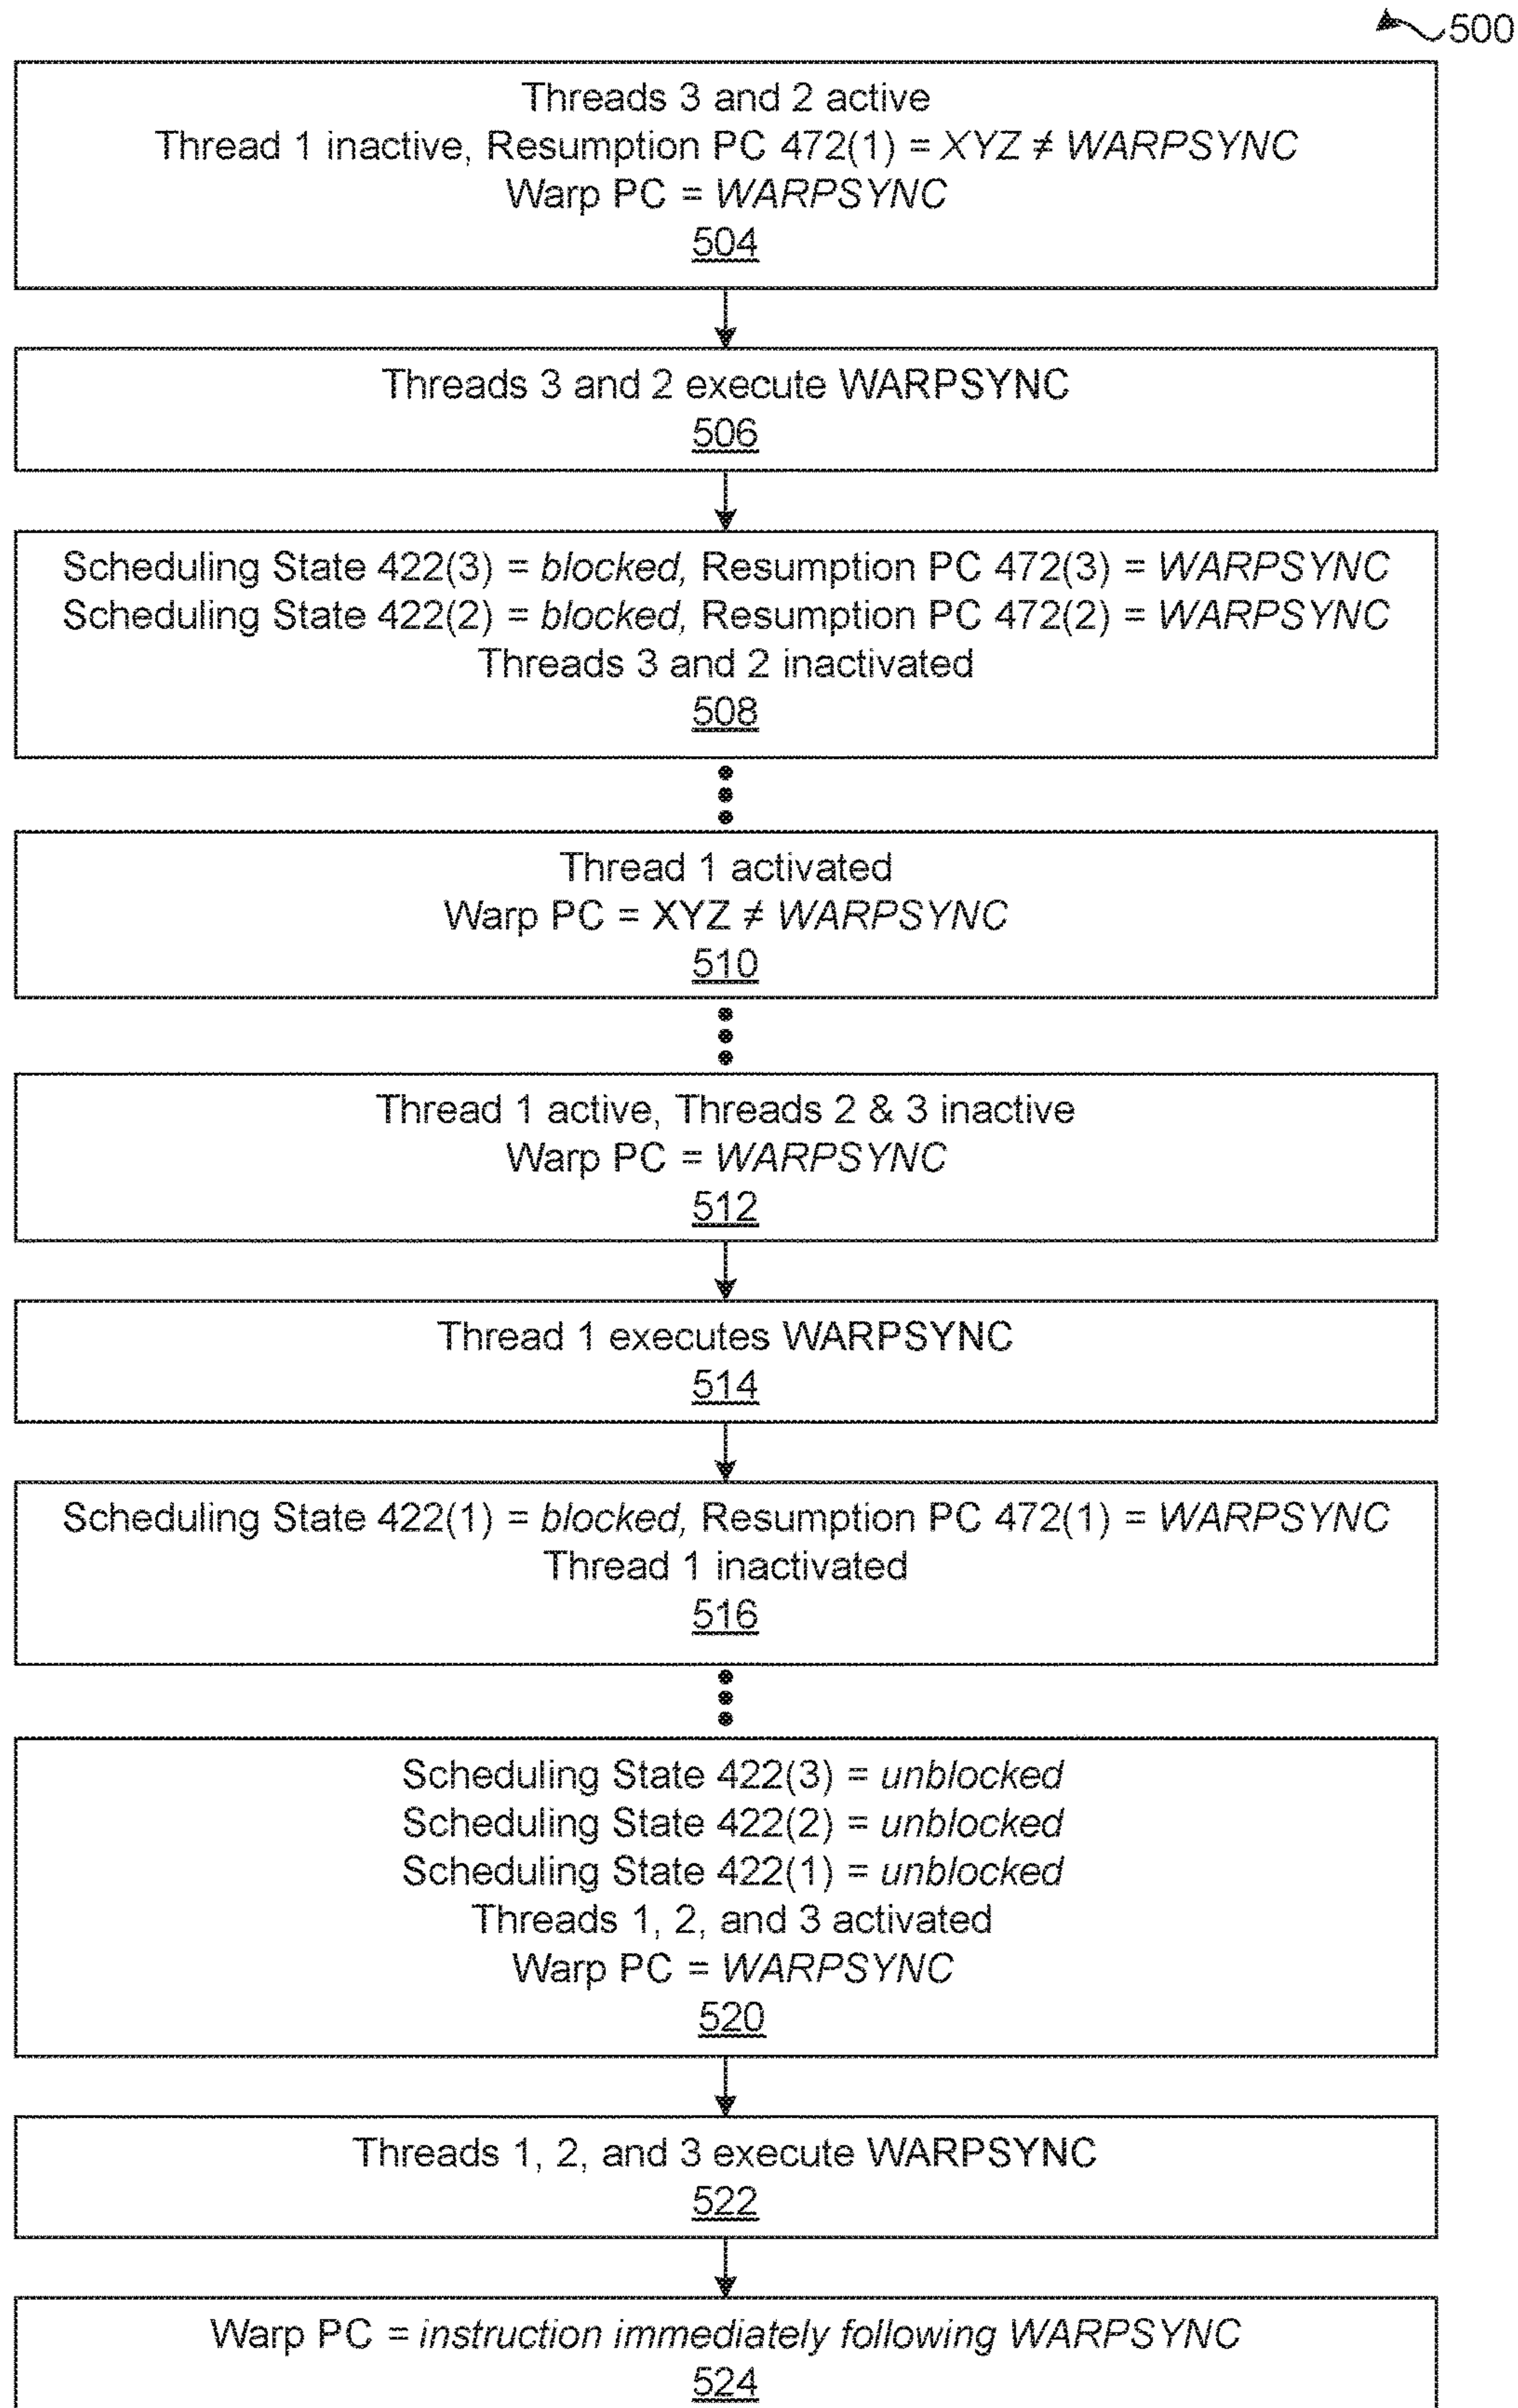 500
Threads 3 and 2 active
Thread 1 inactive, Resumption PC 472(1) = XYZ ≠ WARPSYNC
Warp PC = WARPSYNC
504
Threads 3 and 2 execute WARPSYNC
506
Scheduling State 422(3) = blocked, Resumption PC 472(3) = WARPSYNC
Scheduling State 422(2) = blocked, Resumption PC 472(2) = WARPSYNC
Threads 3 and 2 inactivated
508
Thread 1 activated
Warp PC = XYZ ≠ WARPSYNC
510
Thread 1 active, Threads 2 & 3 inactive
Warp PC = WARPSYNC
512
Thread 1 executes WARPSYNC
514
Scheduling State 422(1) = blocked, Resumption PC 472(1) = WARPSYNC
Thread 1 inactivated
516
Scheduling State 422(3) = unblocked
Scheduling State 422(2) = unblocked
Scheduling State 422(1) = unblocked
Threads 1, 2, and 3 activated
Warp PC = WARPSYNC
520
Threads 1, 2, and 3 execute WARPSYNC
522
Warp PC = instruction immediately following WARPSYNC
524